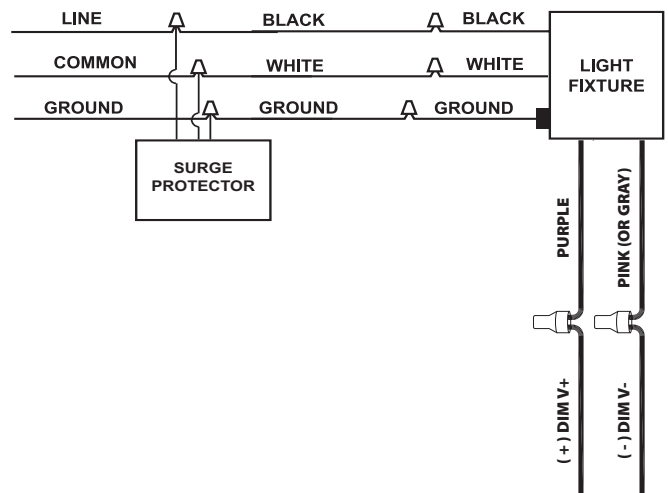 LINE BLACK BLACK
COMMON WHITE WHITE
GROUND GROUND GROUND
LIGHT
FIXTURE
SURGE
PROTECTOR
PURPLE
PINK (OR GRAY)
(+) DIM V+
(-) DIM V-